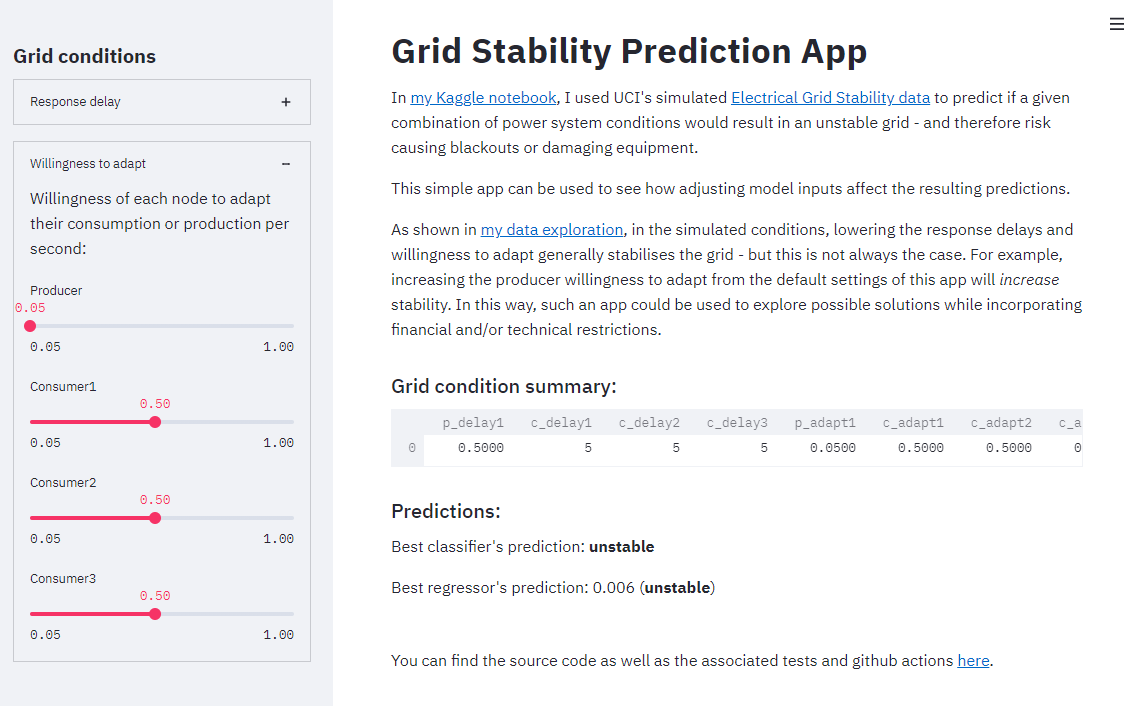 Grid conditions
Response delay
Willingness to adapt
Willingness of each node to adapt
their consumption or production per
second:
Producer
0.05
0.05 1.00
Consumer1
0.50
0.05 1.00
Consumer2
0.50
0.05 1.00
Consumer3
0.50
0.05 1.00
Grid Stability Prediction App
In my Kaggle notebook, I used UCI's simulated Electrical Grid Stability data to predict if a given
combination of power system conditions would result in an unstable grid - and therefore risk
causing blackouts or damaging equipment.
This simple app can be used to see how adjusting model inputs affect the resulting predictions.
As shown in my data exploration, in the simulated conditions, lowering the response delays and
willingness to adapt generally stabilises the grid - but this is not always the case. For example,
increasing the producer willingness to adapt from the default settings of this app will increase
stability. In this way, such an app could be used to explore possible solutions while incorporating
financial and/or technical restrictions.
Grid condition summary:
p_delay1 c_delay1 c_delay2 c_delay3 p_adapt1 c_adapt1 c_adapt2 c_a
0 0.5000 5 5 5 0.0500 0.5000 0.5000 0
Predictions:
Best classifier's prediction: unstable
Best regressor's prediction: 0.006 (unstable)
You can find the source code as well as the associated tests and github actions here.